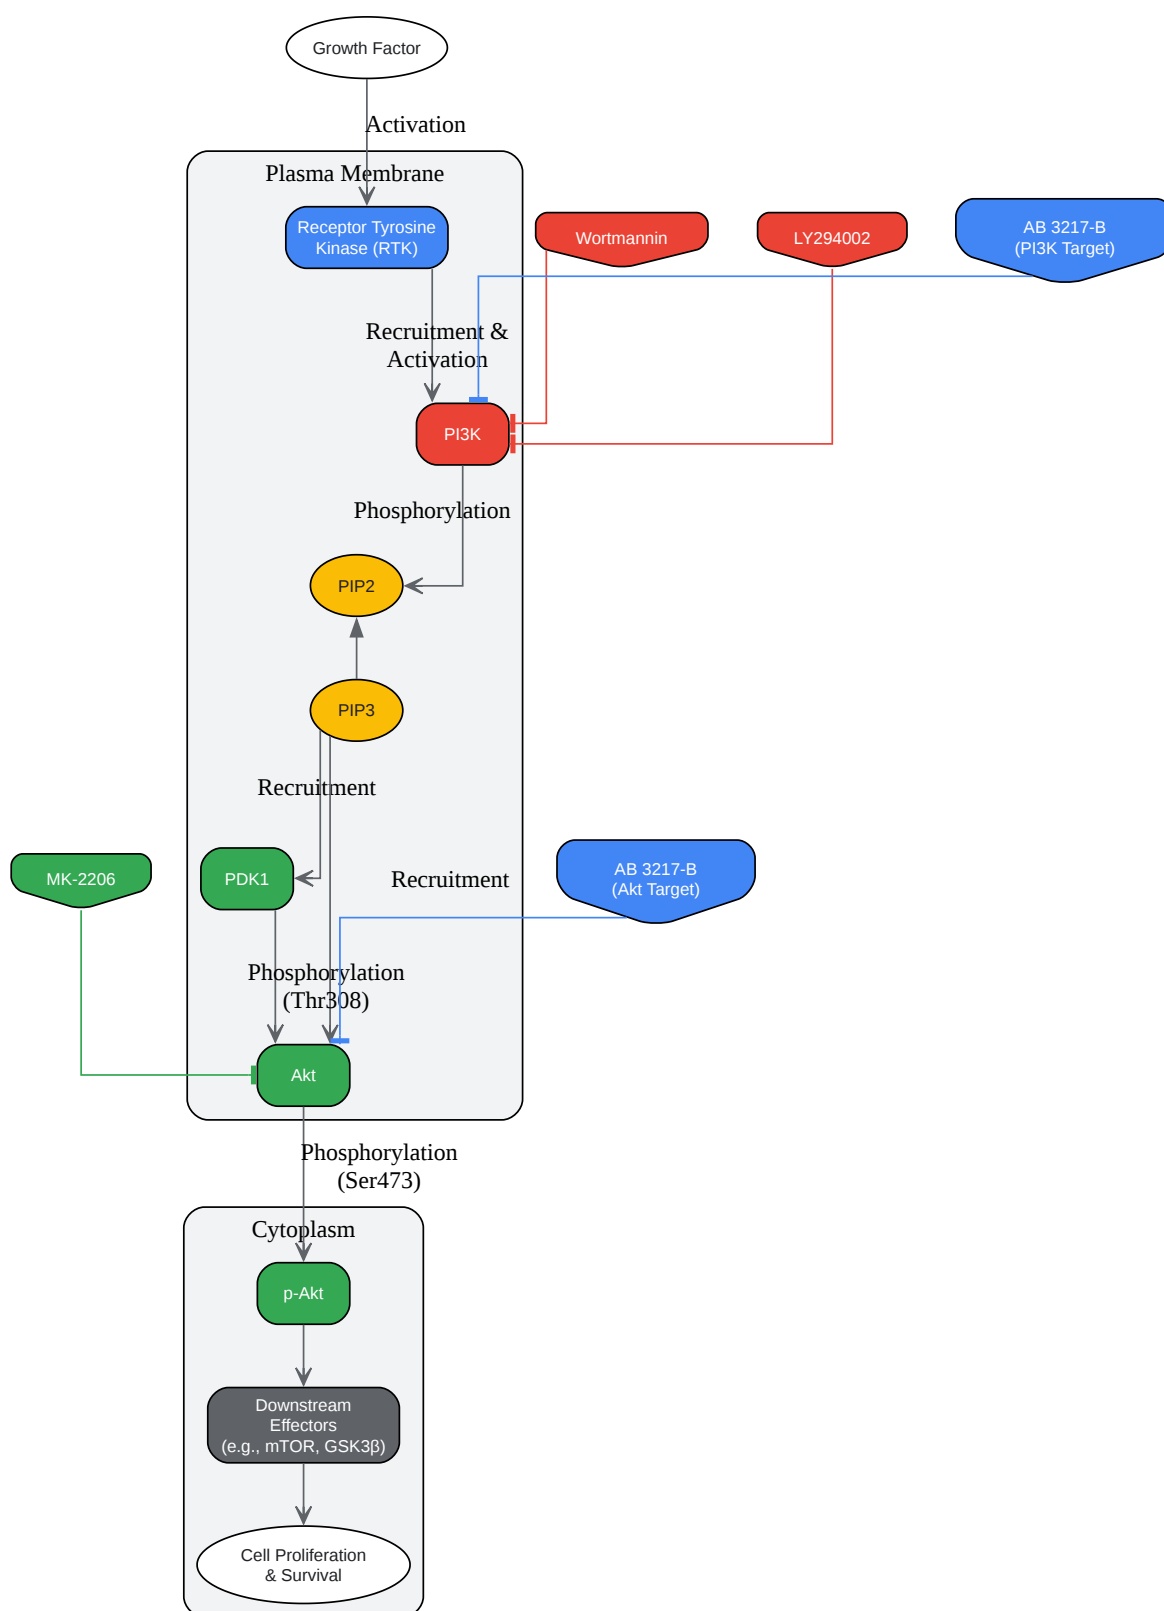 Growth Factor
Activation
Plasma Membrane
Receptor Tyrosine
Kinase (RTK)
Wortmannin
LY294002
AB 3217-B
(PI3K Target)
Recruitment &
Activation
PI3K
Phosphorylation
PIP2
PIP3
Recruitment
MK-2206
PDK1
Recruitment
AB 3217-B
(Akt Target)
Phosphorylation
(Thr308)
Akt
Phosphorylation
(Ser473)
Cytoplasm
p-Akt
Downstream
Effectors
(e.g., mTOR, GSK3β)
Cell Proliferation
& Survival